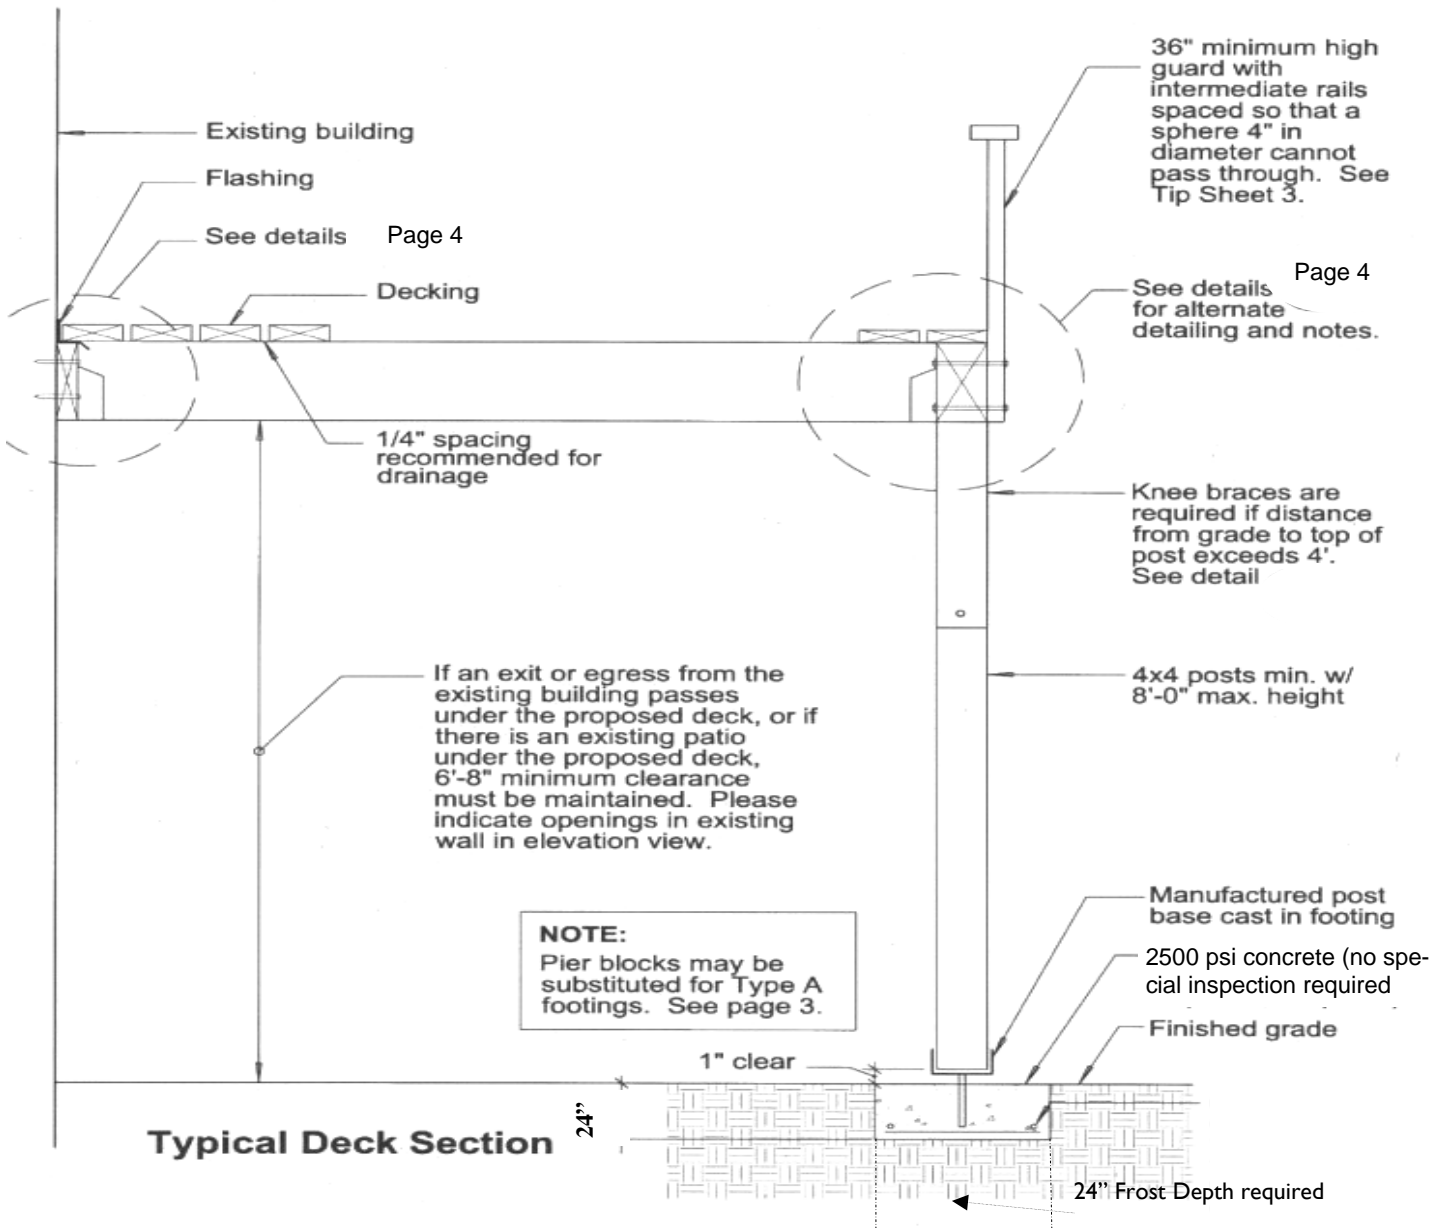 36" minimum high
guard with
intermediate rails
spaced so that a
sphere 4" in
diameter cannot
pass through. See
Tip Sheet 3.
Existing building
Flashing
See details Page 4
Decking
Page 4
See details
for alternate
detailing and notes.
1/4" spacing
recommended for
drainage
Knee braces are
required if distance
from grade to top of
post exceeds 4'.
See detail
If an exit or egress from the
existing building passes
under the proposed deck, or if
there is an existing patio
under the proposed deck,
6'-8" minimum clearance
must be maintained. Please
indicate openings in existing
wall in elevation view.
4x4 posts min. w/
8'-0" max. height
Manufactured post
base cast in footing
NOTE:
Pier blocks may be
substituted for Type A
footings. See page 3.
2500 psi concrete (no spe-
cial inspection required
Finished grade
1" clear
24”
Typical Deck Section
24” Frost Depth required